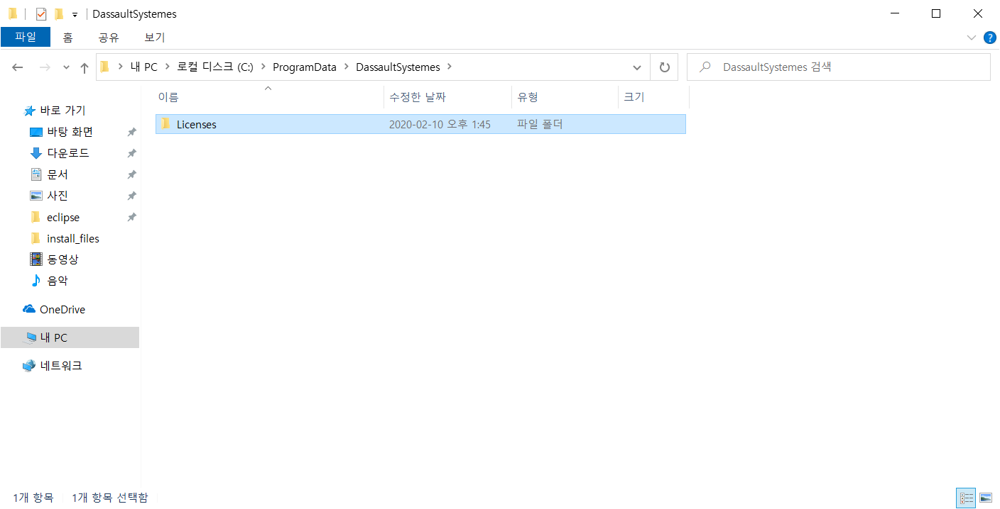 DassaultSystemes
파일 홈 공유 보기
내 PC 로컬 디스크 (C:) ProgramData DassaultSystemes
DassaultSystemes 검색
이름 수정한 날짜 유형 크기
Licenses 2020-02-10 오후 1:45 파일 폴더
바로 가기
바탕 화면
다운로드
문서
사진
eclipse
install_files
동영상
음악
OneDrive
내 PC
네트워크
1개 항목 1개 항목 선택함